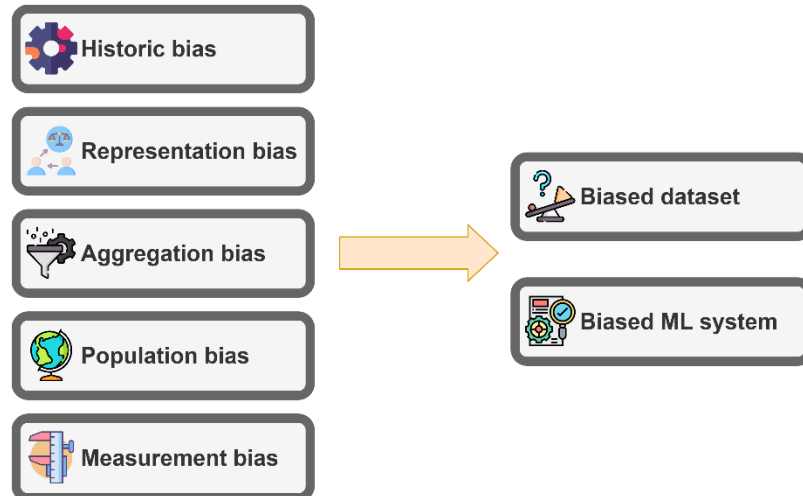 Historic bias
Representation bias
Aggregation bias
Population bias
Measurement bias
Biased dataset
Biased ML system